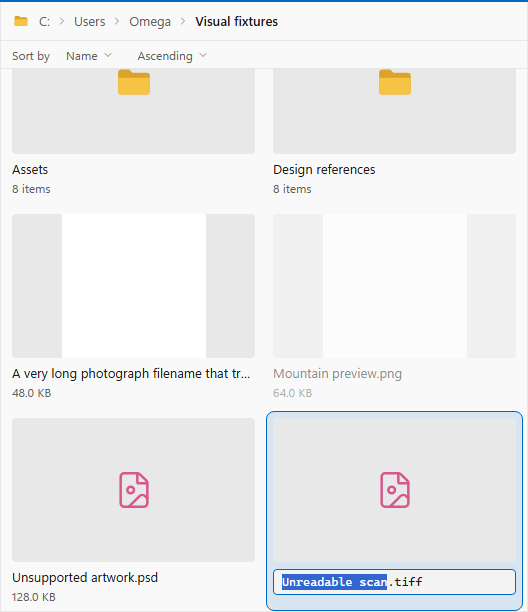 C: > Users > Omega > Visual fixtures
Sort by Name Ascending
Assets
8 items
Design references
8 items
A very long photograph filename that tr...
48.0 KB
Mountain preview.png
64.0 KB
Unsupported artwork.psd
128.0 KB
Unreadable scan.tiff